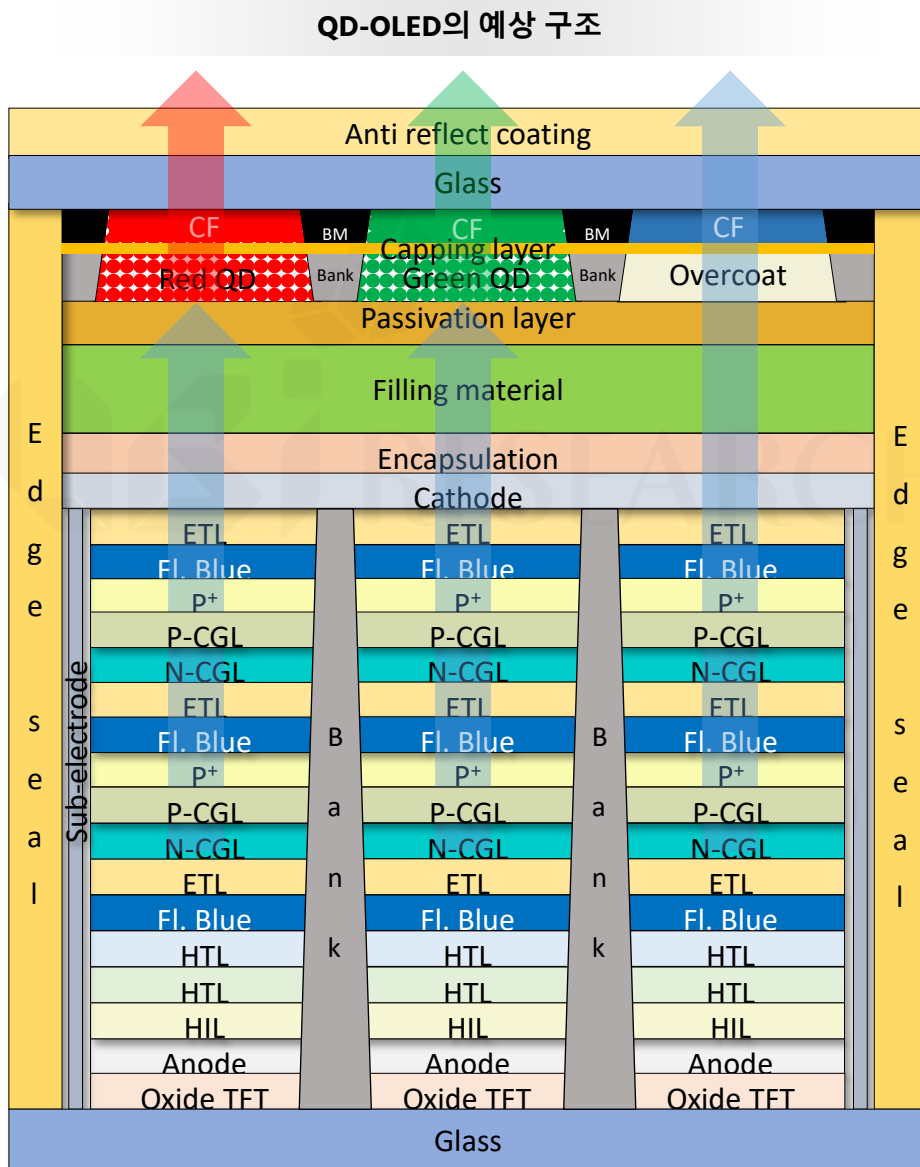 QD-OLED의 예상 구조
Anti reflect coating
Glass
CF BM CF BM CF
Capping layer
Red QD Bank Green QD Bank Overcoat
Passivation layer
Filling material
Encapsulation
Cathode
Edge seal
Edge seal
Sub-electrode
Bank
Bank
ETL ETL ETL
Fl. Blue Fl. Blue Fl. Blue
P+ P+ P+
P-CGL P-CGL P-CGL
N-CGL N-CGL N-CGL
ETL ETL ETL
Fl. Blue Fl. Blue Fl. Blue
P+ P+ P+
P-CGL P-CGL P-CGL
N-CGL N-CGL N-CGL
ETL ETL ETL
Fl. Blue Fl. Blue Fl. Blue
HTL HTL HTL
HTL HTL HTL
HIL HIL HIL
Anode Anode Anode
Oxide TFT Oxide TFT Oxide TFT
Glass
RESEARCH